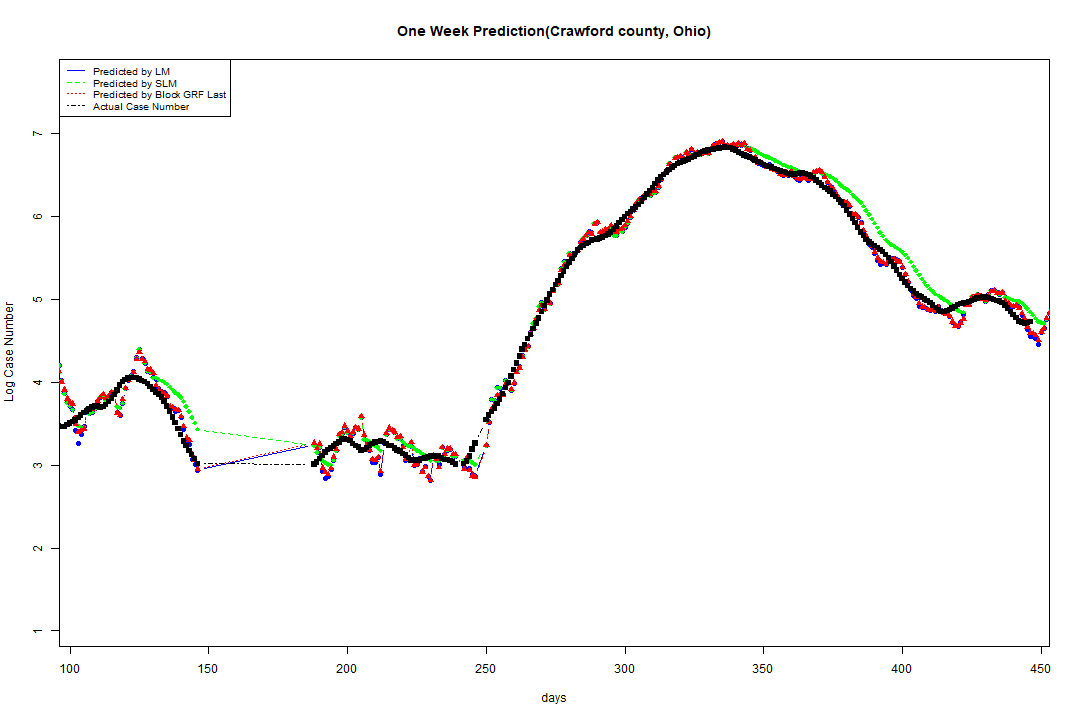 One Week Prediction(Crawford county, Ohio)
Predicted by LM
Predicted by SLM
Predicted by Block GRF Last
Actual Case Number
Log Case Number
7
6
5
4
3
2
1
100 150 200 250 300 350 400 450
days